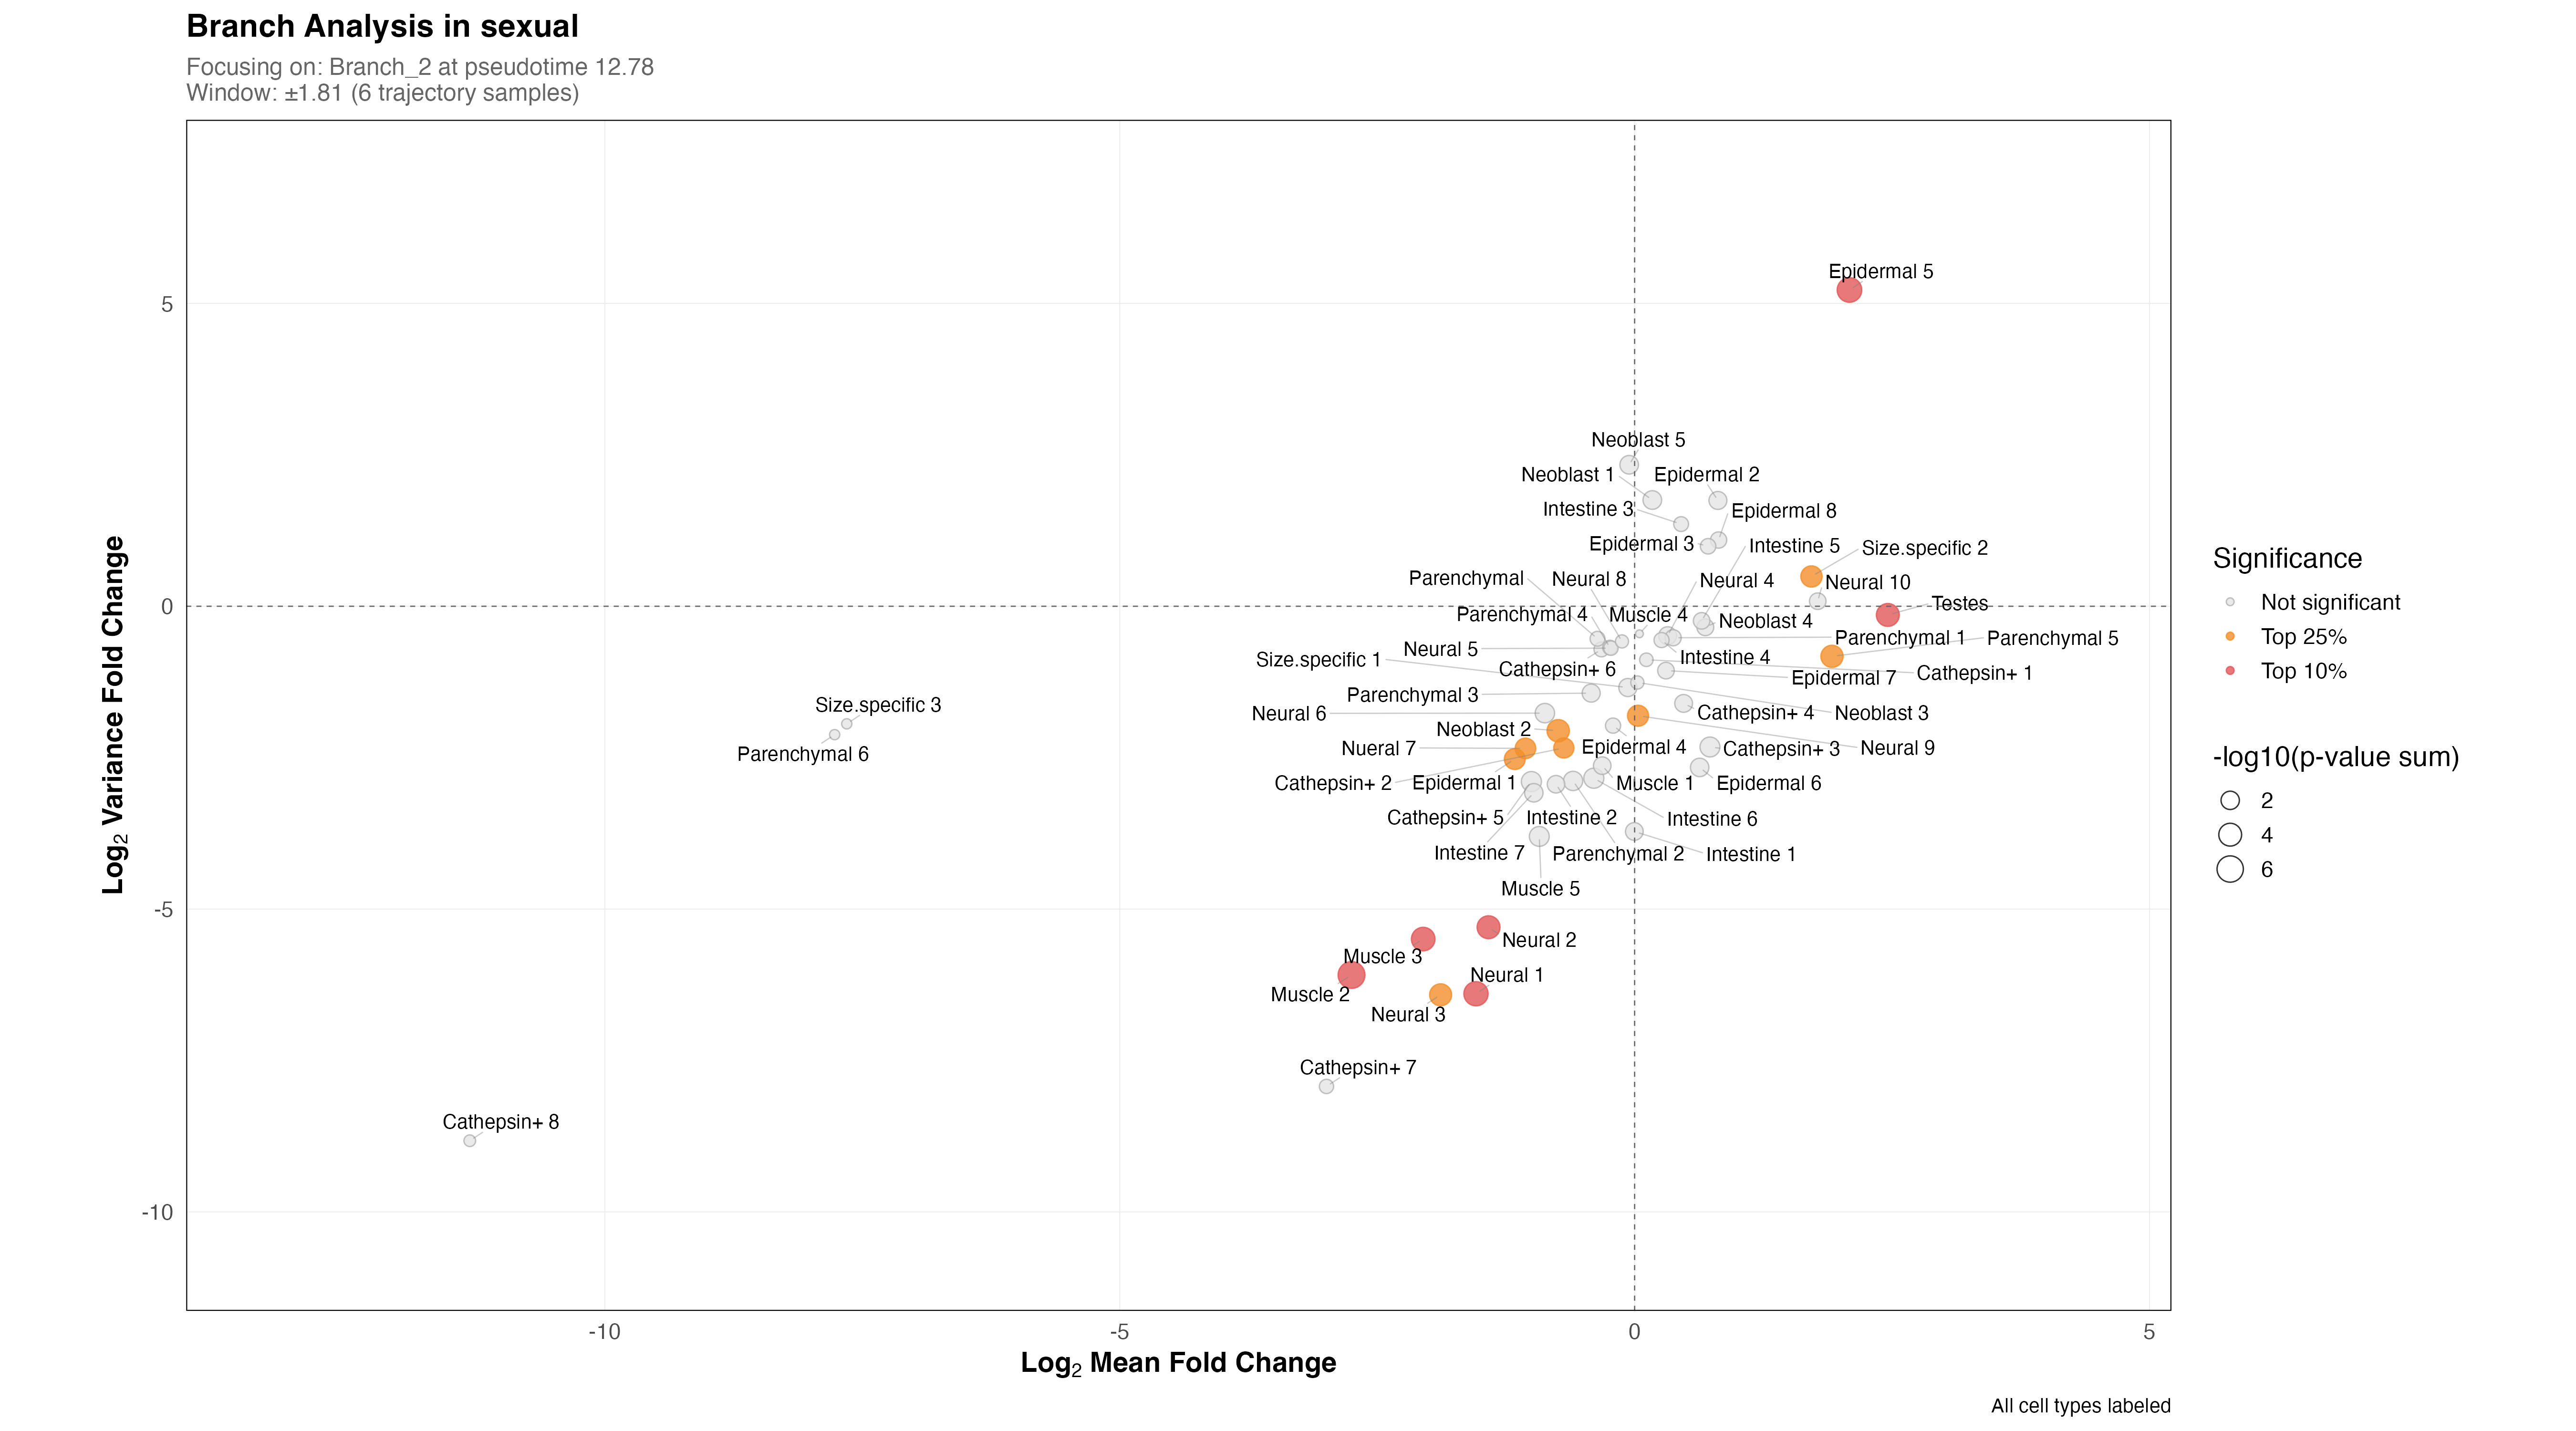 Branch Analysis in sexual
Focusing on: Branch_2 at pseudotime 12.78
Window: ±1.81 (6 trajectory samples)
Log2 Variance Fold Change
5
0
-5
-10
Epidermal 5
Neoblast 5
Neoblast 1
Epidermal 2
Intestine 3
Epidermal 8
Epidermal 3
Intestine 5
Size.specific 2
Parenchymal
Neural 8
Neural 4
Neural 10
Testes
Parenchymal 4
Muscle 4
Neoblast 4
Parenchymal 1
Parenchymal 5
Neural 5
Size.specific 1
Intestine 4
Cathepsin+ 6
Epidermal 7
Cathepsin+ 1
Parenchymal 3
Size.specific 3
Neural 6
Cathepsin+ 4
Neoblast 3
Neoblast 2
Parenchymal 6
Nueral 7
Epidermal 4
Cathepsin+ 3
Neural 9
Cathepsin+ 2
Epidermal 1
Muscle 1
Epidermal 6
Cathepsin+ 5
Intestine 2
Intestine 6
Intestine 7
Parenchymal 2
Intestine 1
Muscle 5
Neural 2
Muscle 3
Neural 1
Muscle 2
Neural 3
Cathepsin+ 7
Cathepsin+ 8
-10
-5
0
5
Log2 Mean Fold Change
Significance
Not significant
Top 25%
Top 10%
-log10(p-value sum)
2
4
6
All cell types labeled